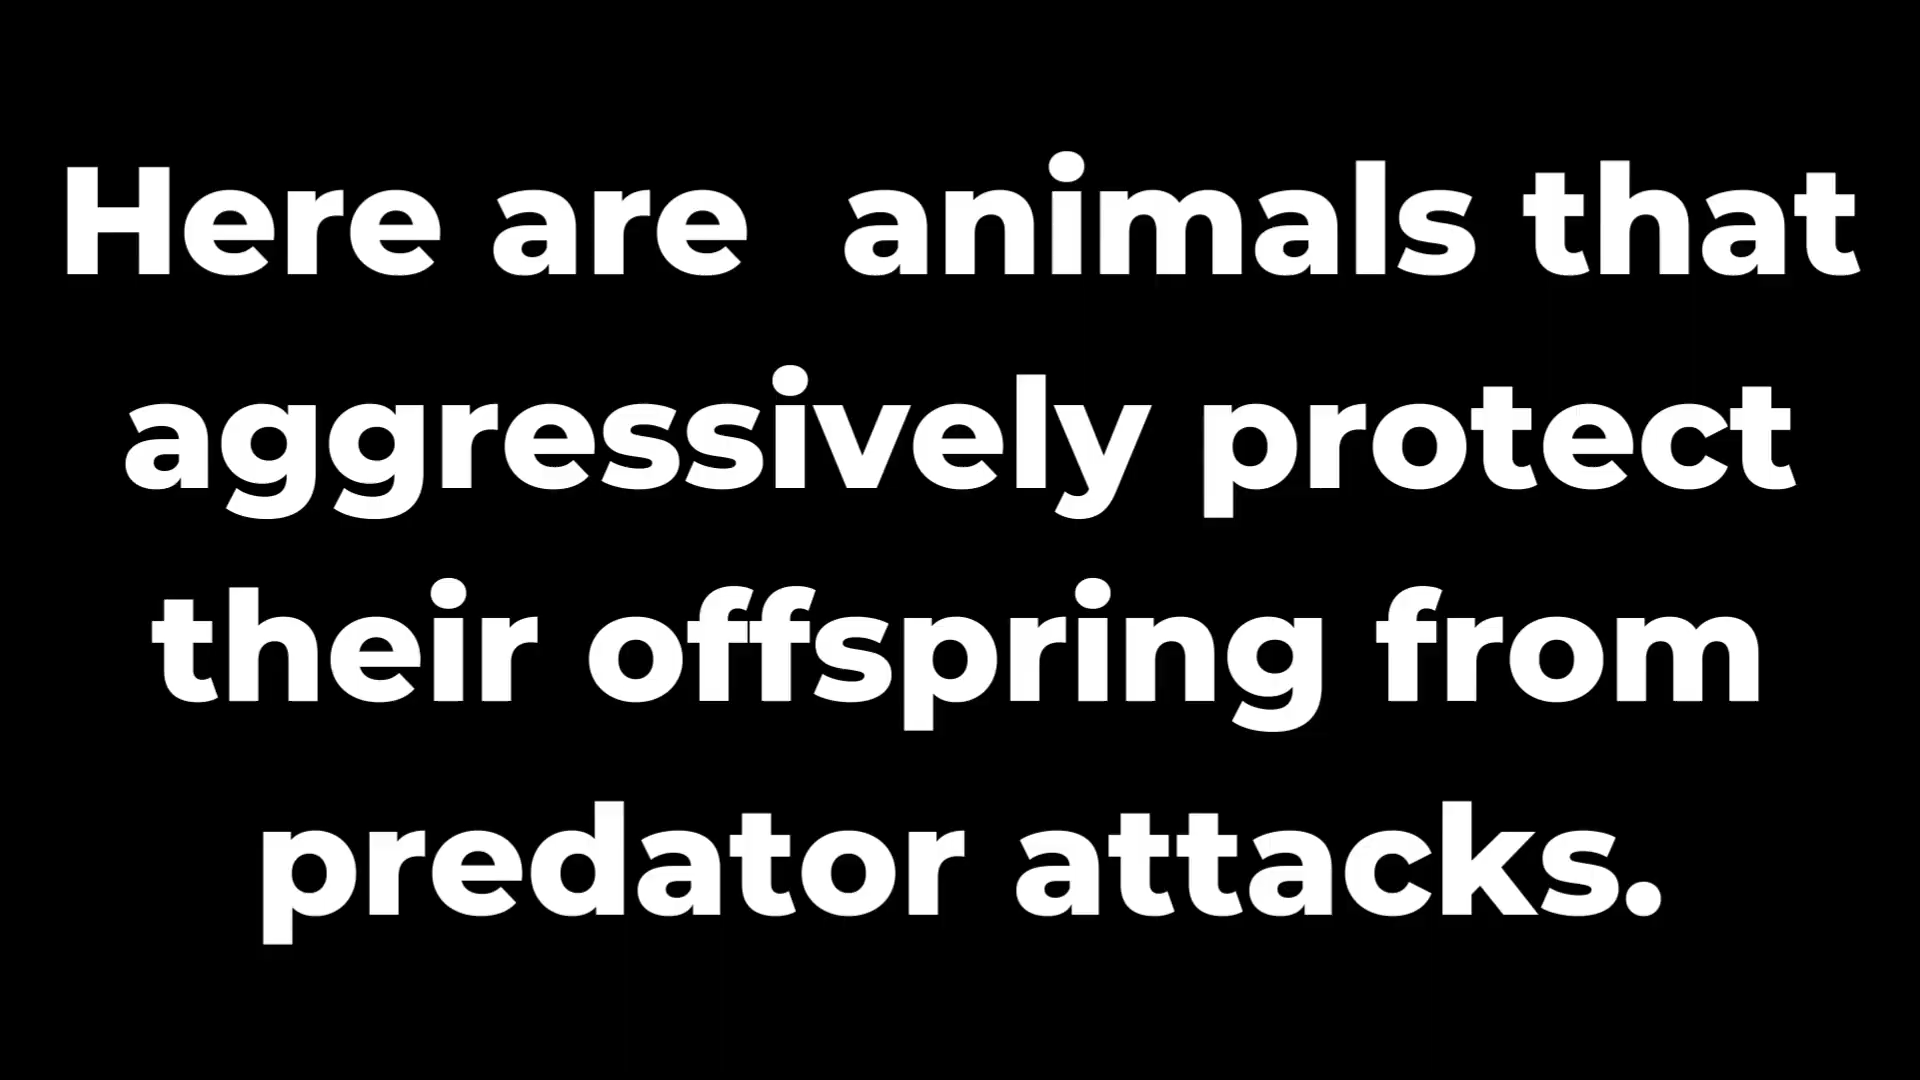 Here are  animals that
aggressively protect
their offspring from
predator attacks.